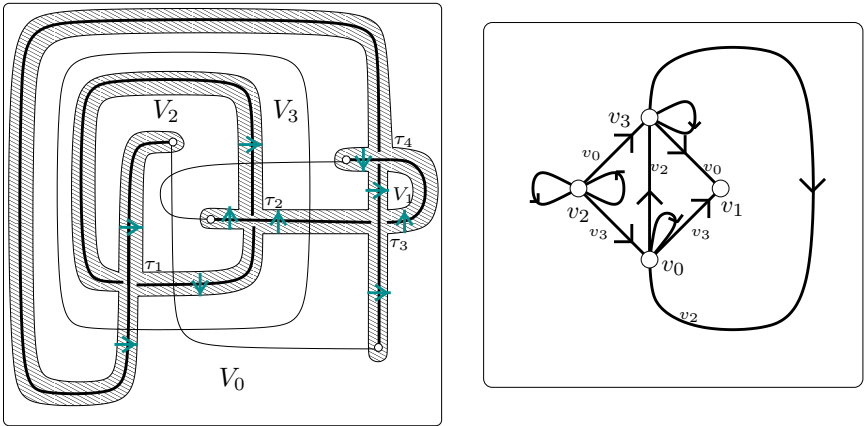 V₂ V₃
τ₄
V₁
τ₂
τ₃
τ₁
V₀
v₃
v₀ v₂ v₀
v₂ v₁
v₃ v₃
v₀
v₂